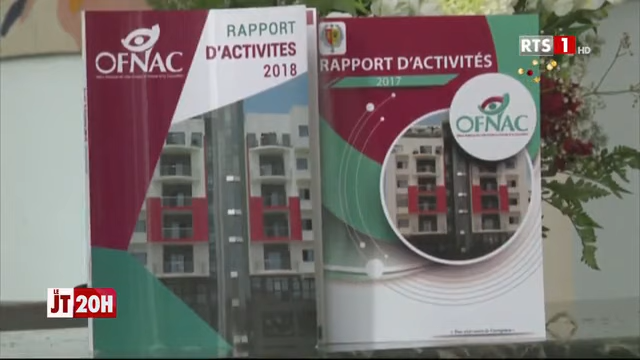 OFNAC
RAPPORT
D'ACTIVITES
2018
RAPPORT D'ACTIVITÉS
2017
OFNAC
RTS 1 HD
LE
JT 20H